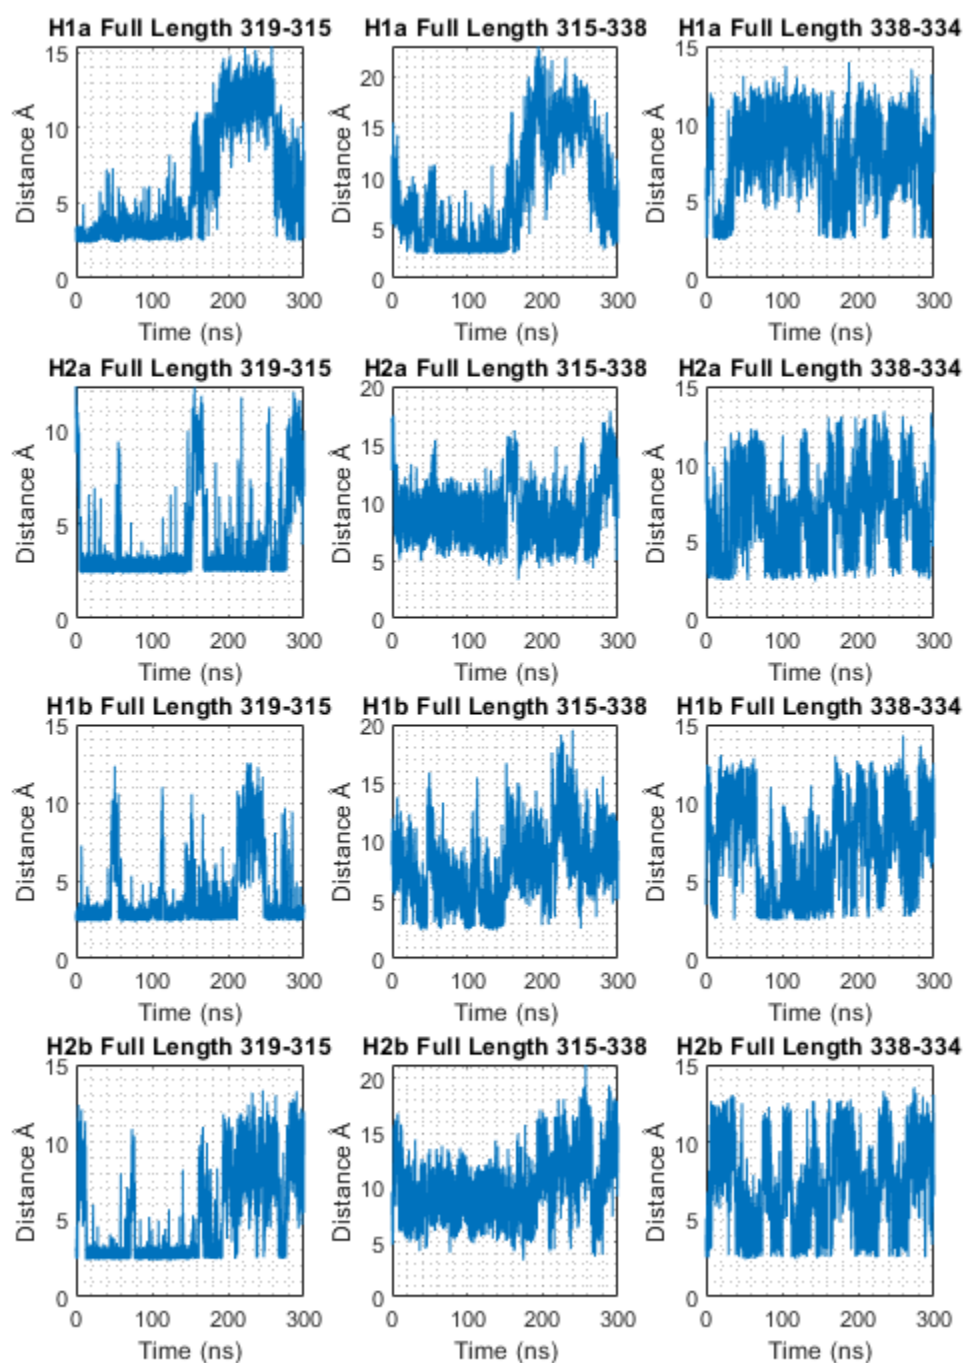 H1a Full Length 319-315 H1a Full Length 315-338 H1a Full Length 338-334
Distance Å
15
10
5
0
0 100 200 300
Time (ns)
Distance Å
20
15
10
5
0
0 100 200 300
Time (ns)
Distance Å
15
10
5
0
0 100 200 300
Time (ns)
H2a Full Length 319-315 H2a Full Length 315-338 H2a Full Length 338-334
Distance Å
10
5
0
0 100 200 300
Time (ns)
Distance Å
20
15
10
5
0
0 100 200 300
Time (ns)
Distance Å
15
10
5
0
0 100 200 300
Time (ns)
H1b Full Length 319-315 H1b Full Length 315-338 H1b Full Length 338-334
Distance Å
15
10
5
0
0 100 200 300
Time (ns)
Distance Å
20
15
10
5
0
0 100 200 300
Time (ns)
Distance Å
15
10
5
0
0 100 200 300
Time (ns)
H2b Full Length 319-315 H2b Full Length 315-338 H2b Full Length 338-334
Distance Å
15
10
5
0
0 100 200 300
Time (ns)
Distance Å
20
15
10
5
0
0 100 200 300
Time (ns)
Distance Å
15
10
5
0
0 100 200 300
Time (ns)